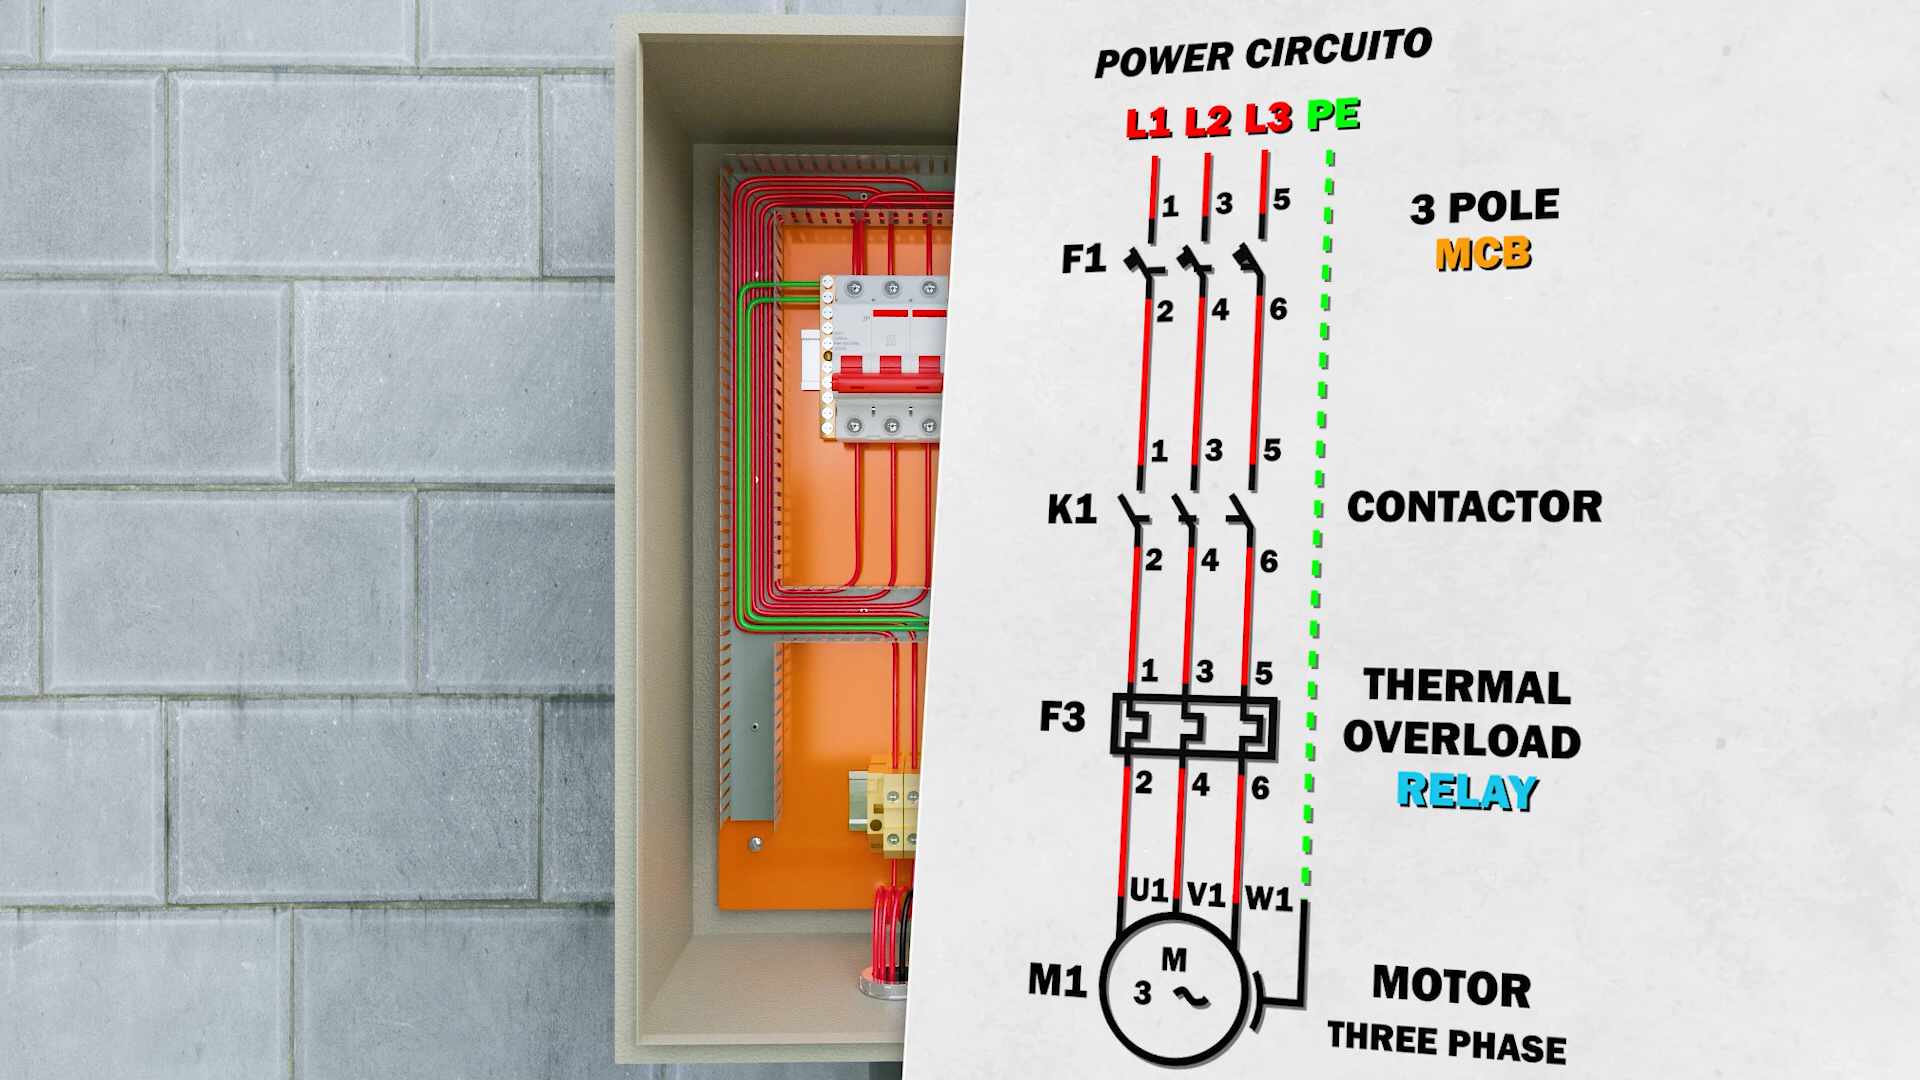 POWER CIRCUITO
L1 L2 L3 PE
1 3 5
3 POLE
MCB
F1
2 4 6
1 3 5
K1
CONTACTOR
2 4 6
1 3 5
F3
THERMAL
OVERLOAD
RELAY
2 4 6
U1 V1 W1
M1
M
3 ~
MOTOR
THREE PHASE
3P